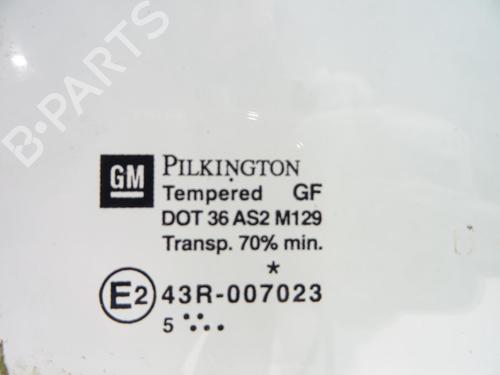 B-PARTS
GM PILKINGTON
Tempered GF
DOT 36 AS2 M129
Transp. 70% min.
*
E2 43R-007023
5